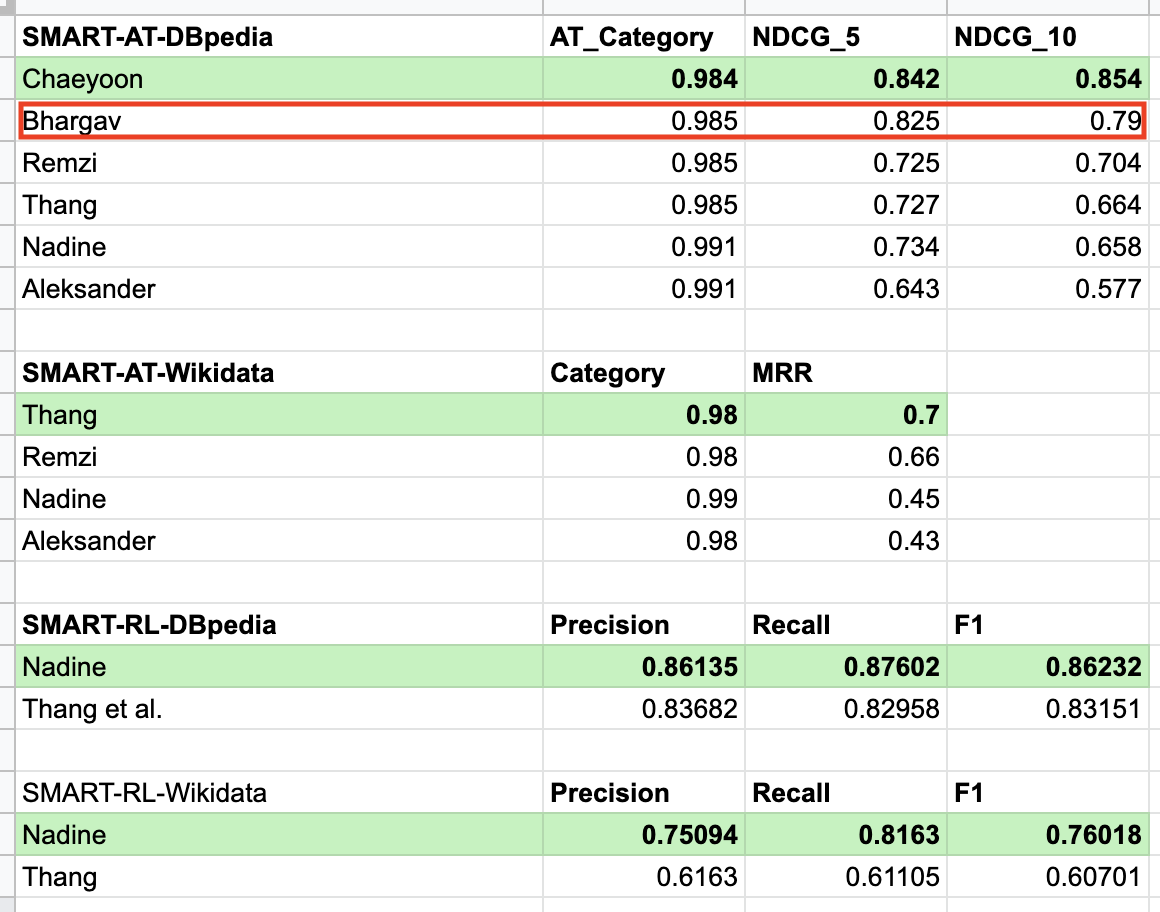 SMART-AT-DBpedia AT_Category NDCG_5 NDCG_10
Chaeyoon 0.984 0.842 0.854
Bhargav 0.985 0.825 0.79
Remzi 0.985 0.725 0.704
Thang 0.985 0.727 0.664
Nadine 0.991 0.734 0.658
Aleksander 0.991 0.643 0.577
SMART-AT-Wikidata Category MRR
Thang 0.98 0.7
Remzi 0.98 0.66
Nadine 0.99 0.45
Aleksander 0.98 0.43
SMART-RL-DBpedia Precision Recall F1
Nadine 0.86135 0.87602 0.86232
Thang et al. 0.83682 0.82958 0.83151
SMART-RL-Wikidata Precision Recall F1
Nadine 0.75094 0.8163 0.76018
Thang 0.6163 0.61105 0.60701